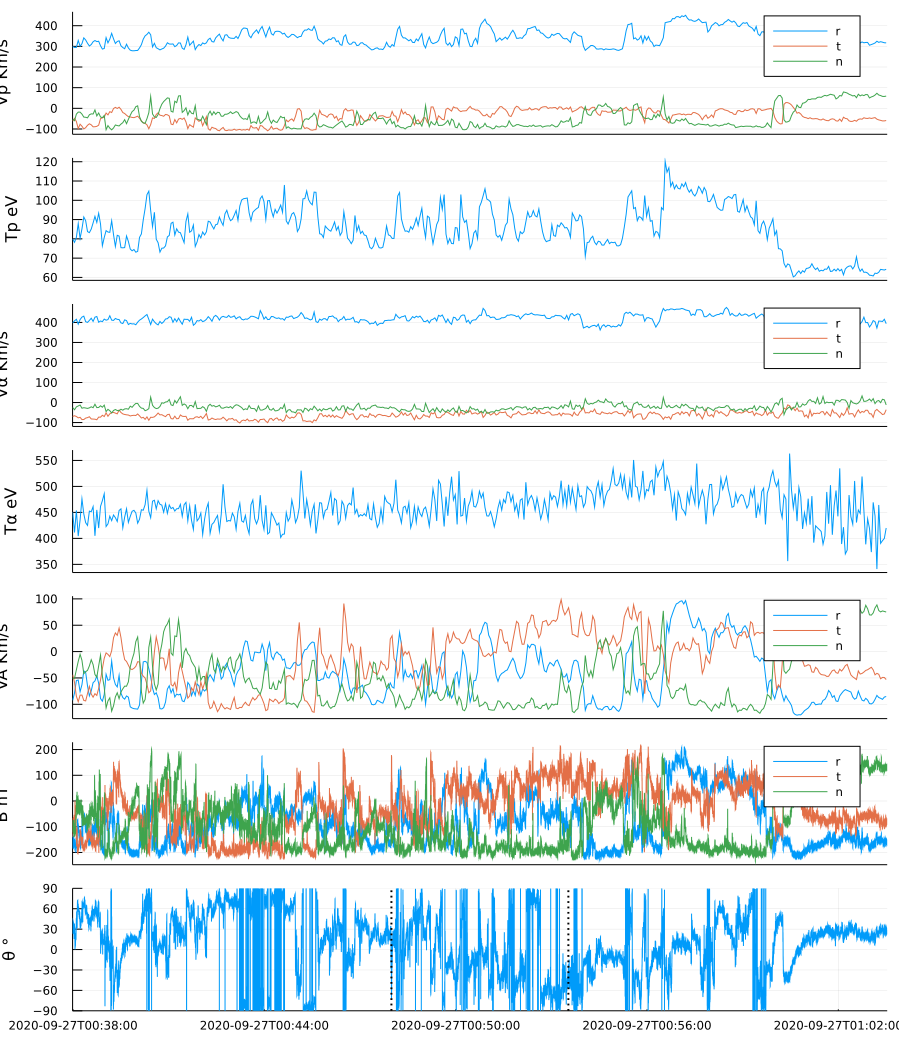 Vp Km/s
400
300
200
100
0
−100
r
t
n
Tp eV
120
110
100
90
80
70
60
Vα Km/s
400
300
200
100
0
−100
r
t
n
Tα eV
550
500
450
400
350
VA Km/s
100
50
0
−50
−100
r
t
n
B nT
200
100
0
−100
−200
r
t
n
θ °
90
60
30
0
−30
−60
−90
2020-09-27T00:38:00
2020-09-27T00:44:00
2020-09-27T00:50:00
2020-09-27T00:56:00
2020-09-27T01:02:00